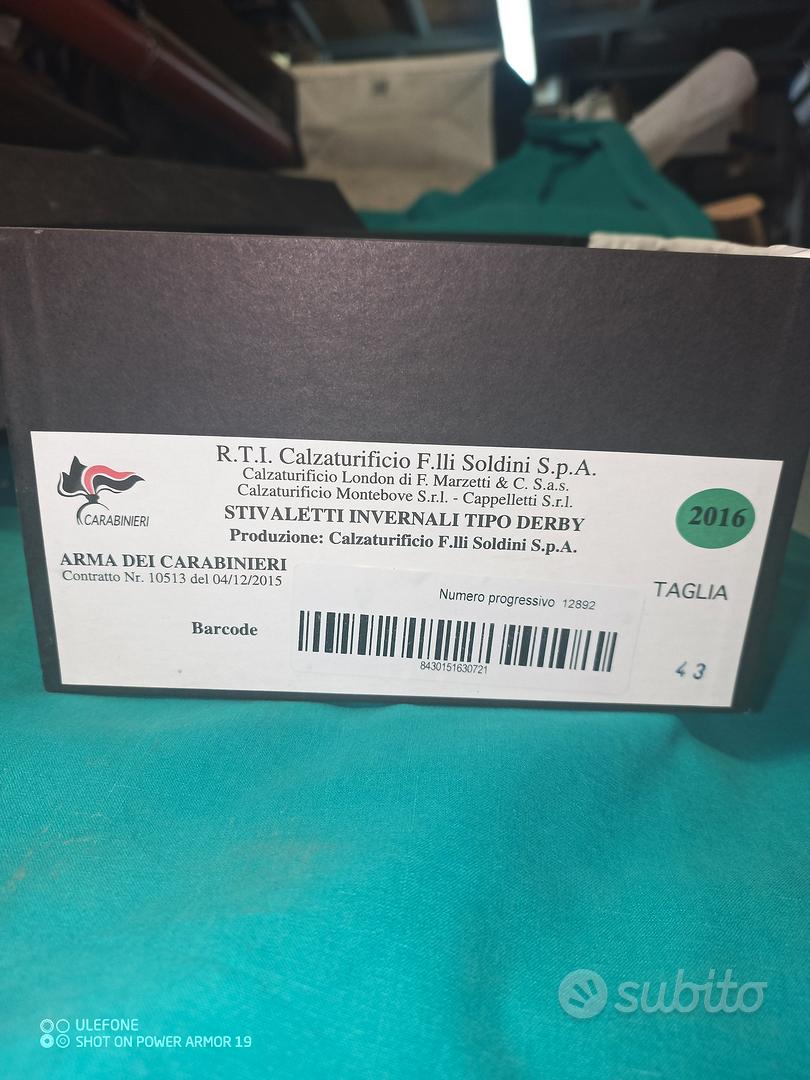 R.T.I. Calzaturificio F.lli Soldini S.p.A.
Calzaturificio London di F. Marzetti & C. S.a.s.
Calzaturificio Montebove S.r.l. - Cappelletti S.r.l.
STIVALETTI INVERNALI TIPO DERBY
Produzione: Calzaturificio F.lli Soldini S.p.A.
2016
CARABINIERI
ARMA DEI CARABINIERI
Contratto Nr. 10513 del 04/12/2015
Numero progressivo 12892
TAGLIA
Barcode
8430151630721
43
subito
ULEFONE
SHOT ON POWER ARMOR 19